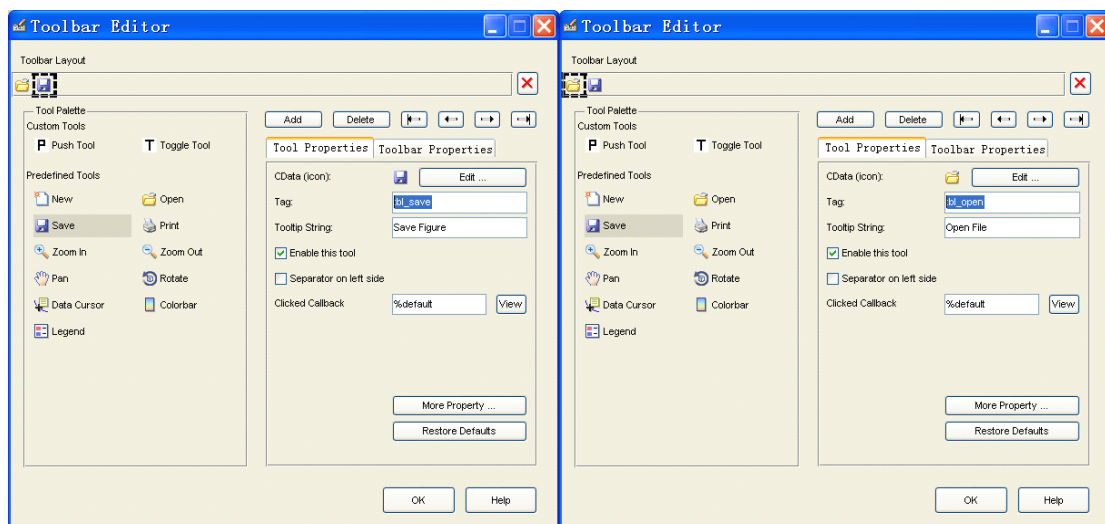 Toolbar Editor
Toolbar Layout
Tool Palette
Custom Tools
P Push Tool
T Toggle Tool
Predefined Tools
New
Open
Save
Print
Zoom In
Zoom Out
Pan
Rotate
Data Cursor
Colorbar
Legend
Add
Delete
Tool Properties
Toolbar Properties
CData (icon):
Edit ...
Tag:
tbl_save
Tooltip String:
Save Figure
Enable this tool
Separator on left side
Clicked Callback
%default
View
More Property ...
Restore Defaults
OK
Help
Toolbar Editor
Toolbar Layout
Tool Palette
Custom Tools
P Push Tool
T Toggle Tool
Predefined Tools
New
Open
Save
Print
Zoom In
Zoom Out
Pan
Rotate
Data Cursor
Colorbar
Legend
Add
Delete
Tool Properties
Toolbar Properties
CData (icon):
Edit ...
Tag:
tbl_open
Tooltip String:
Open File
Enable this tool
Separator on left side
Clicked Callback
%default
View
More Property ...
Restore Defaults
OK
Help